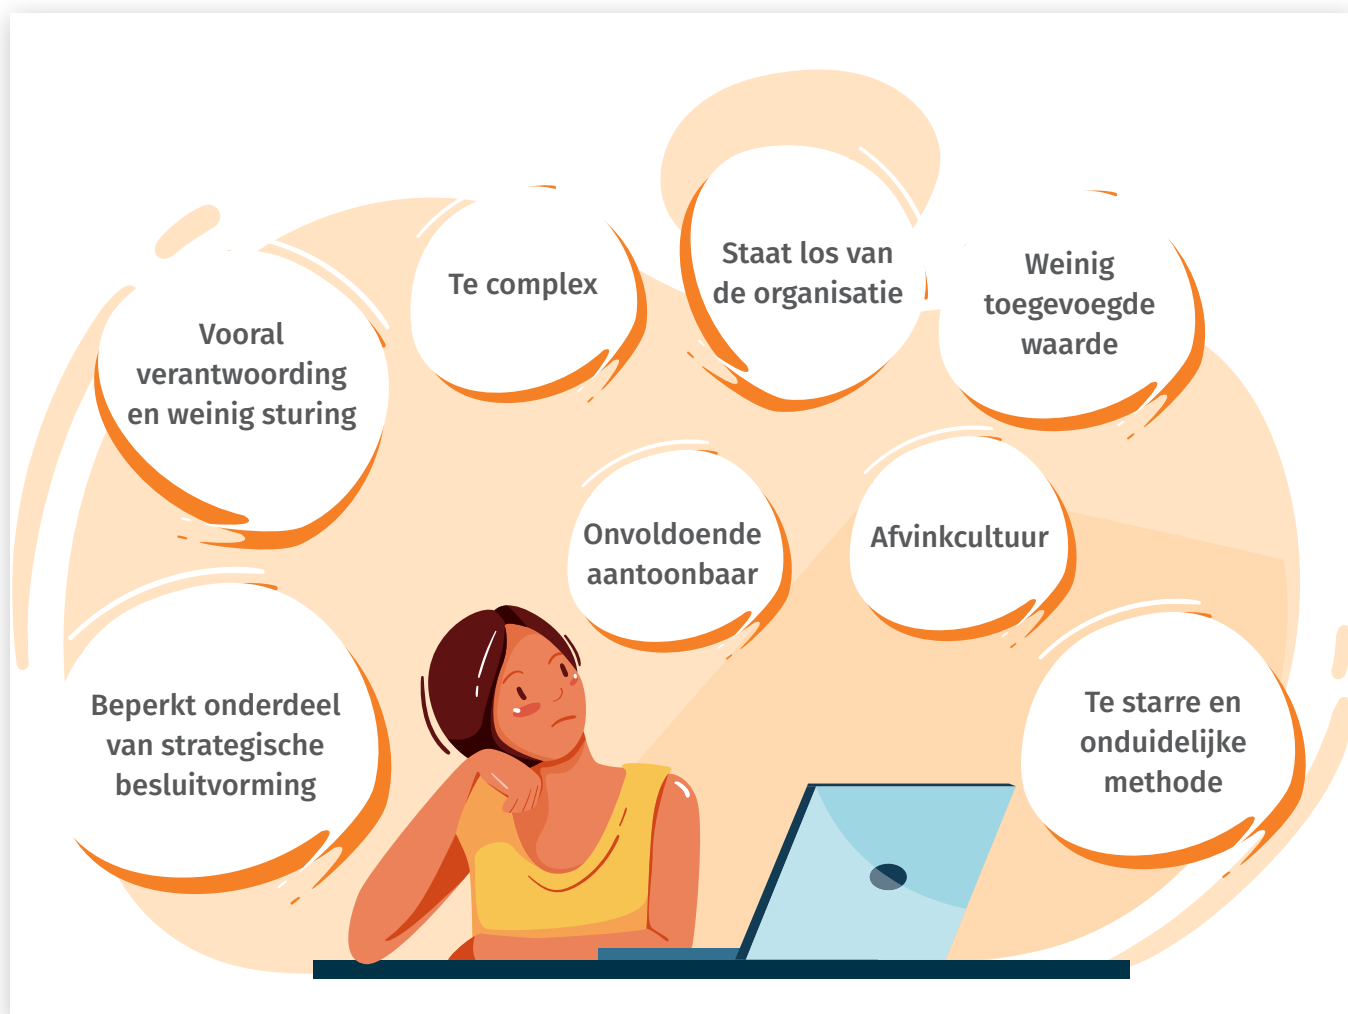 Vooral
verantwoording
en weinig sturing
Te complex
Staat los van
de organisatie
Weinig
toegevoegde
waarde
Onvoldoende
aantoonbaar
Afvinkcultuur
Beperkt onderdeel
van strategische
besluitvorming
Te starre en
onduidelijke
methode